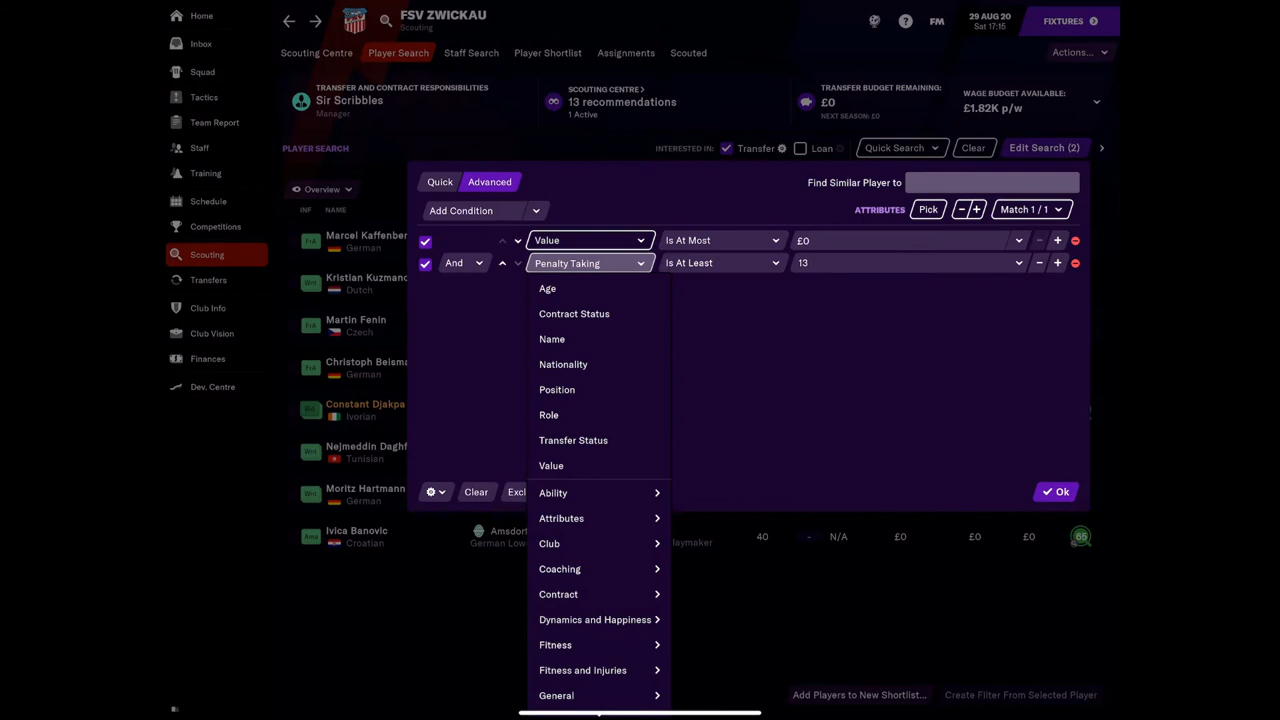 Home
FSV ZWICKAU
Scouting
FM
29 AUG 20
Sat 17:15
FIXTURES
Inbox
Scouting Centre
Player Search
Staff Search
Player Shortlist
Assignments
Scouted
Actions...
Squad
Tactics
Team Report
Staff
Training
Schedule
Competitions
Scouting
Transfers
Club Info
Club Vision
Finances
Dev. Centre
TRANSFER AND CONTRACT RESPONSIBILITIES
Sir Scribbles
Manager
SCOUTING CENTRE >
13 recommendations
1 Active
TRANSFER BUDGET REMAINING:
£0
NEXT SEASON: £0
WAGE BUDGET AVAILABLE:
£1.82K p/w
PLAYER SEARCH
INTERESTED IN:
Transfer
Loan
Quick Search
Clear
Edit Search (2)
Overview
INF NAME
Marcel Kaffenber
German
Kristian Kuzmano
Dutch
Martin Fenin
Czech
Christoph Beisma
German
Constant Djakpa
Ivorian
Nejmeddin Daghf
Tunisian
Moritz Hartmann
German
Ivica Banovic
Croatian
Quick
Advanced
Find Similar Player to
Add Condition
ATTRIBUTES
Pick
Match 1 / 1
Value
Is At Most
£0
And
Penalty Taking
Is At Least
13
Age
Contract Status
Name
Nationality
Position
Role
Transfer Status
Value
Ability
Attributes
Club
Coaching
Contract
Dynamics and Happiness
Fitness
Fitness and Injuries
General
Clear
Excl
Ok
Amsdorf
German Low
laymaker
40
-
N/A
£0
£0
£0
65
Add Players to New Shortlist...
Create Filter From Selected Player